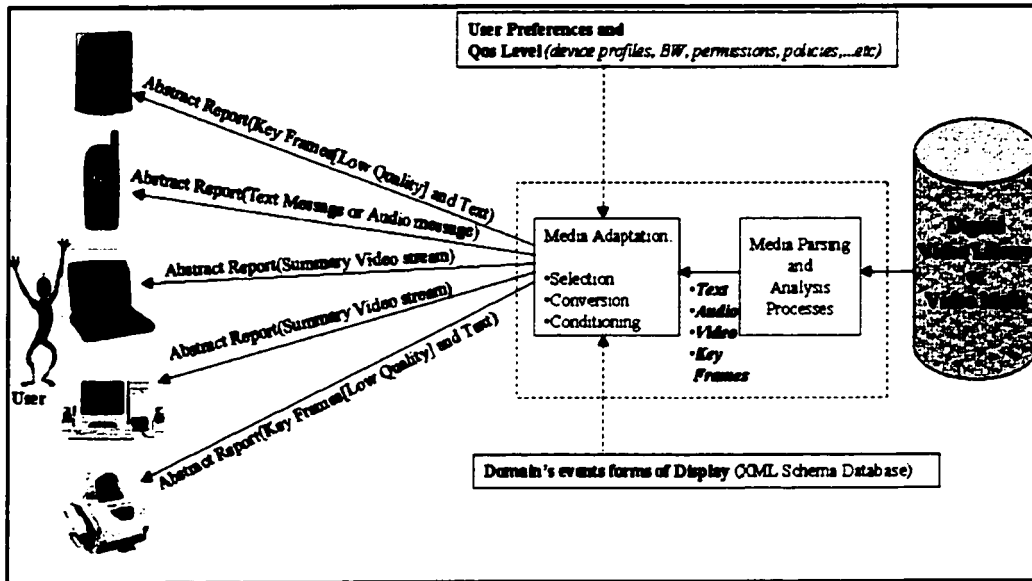 User Preferences and
Qos Level (device profiles, BW, permissions, policies,...etc)
Abstract Report(Key Frames[Low Quality] and Text)
Abstract Report(Text Message or Audio message)
Abstract Report(Summary Video stream)
Abstract Report(Summary Video stream)
Abstract Report(Key Frames[Low Quality] and Text)
User
Media Adaptation.
•Selection
•Conversion
•Conditioning
•Text
•Audio
•Video
•Key
Frames
Media Parsing
and
Analysis
Processes
Digital
Video Library
Domain's events forms of Display (XML Schema Database)